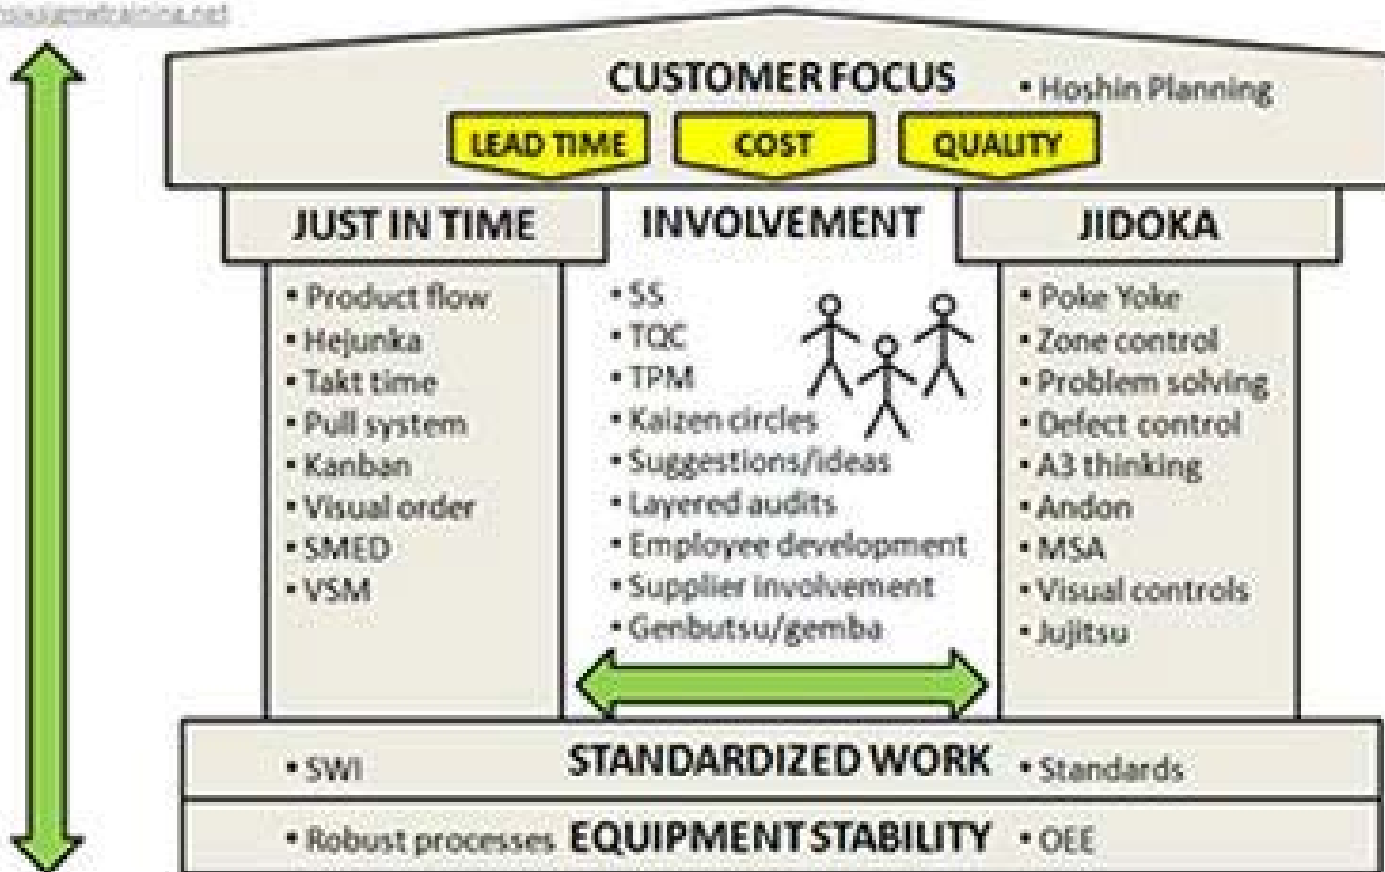 CUSTOMER FOCUS
• Hoshin Planning
LEAD TIME
COST
QUALITY
JUST IN TIME
• Product flow
• Hejunka
• Takt time
• Pull system
• Kanban
• Visual order
• SMED
• VSM
INVOLVEMENT
• 5S
• TQC
• TPM
• Kaizen circles
• Suggestions/ideas
• Layered audits
• Employee development
• Supplier involvement
• Genbutsu/gemba
JIDOKA
• Poke Yoke
• Zone control
• Problem solving
• Defect control
• A3 thinking
• Andon
• MSA
• Visual controls
• Jujitsu
• SWI
STANDARDIZED WORK
• Standards
• Robust processes
EQUIPMENT STABILITY
• OEE